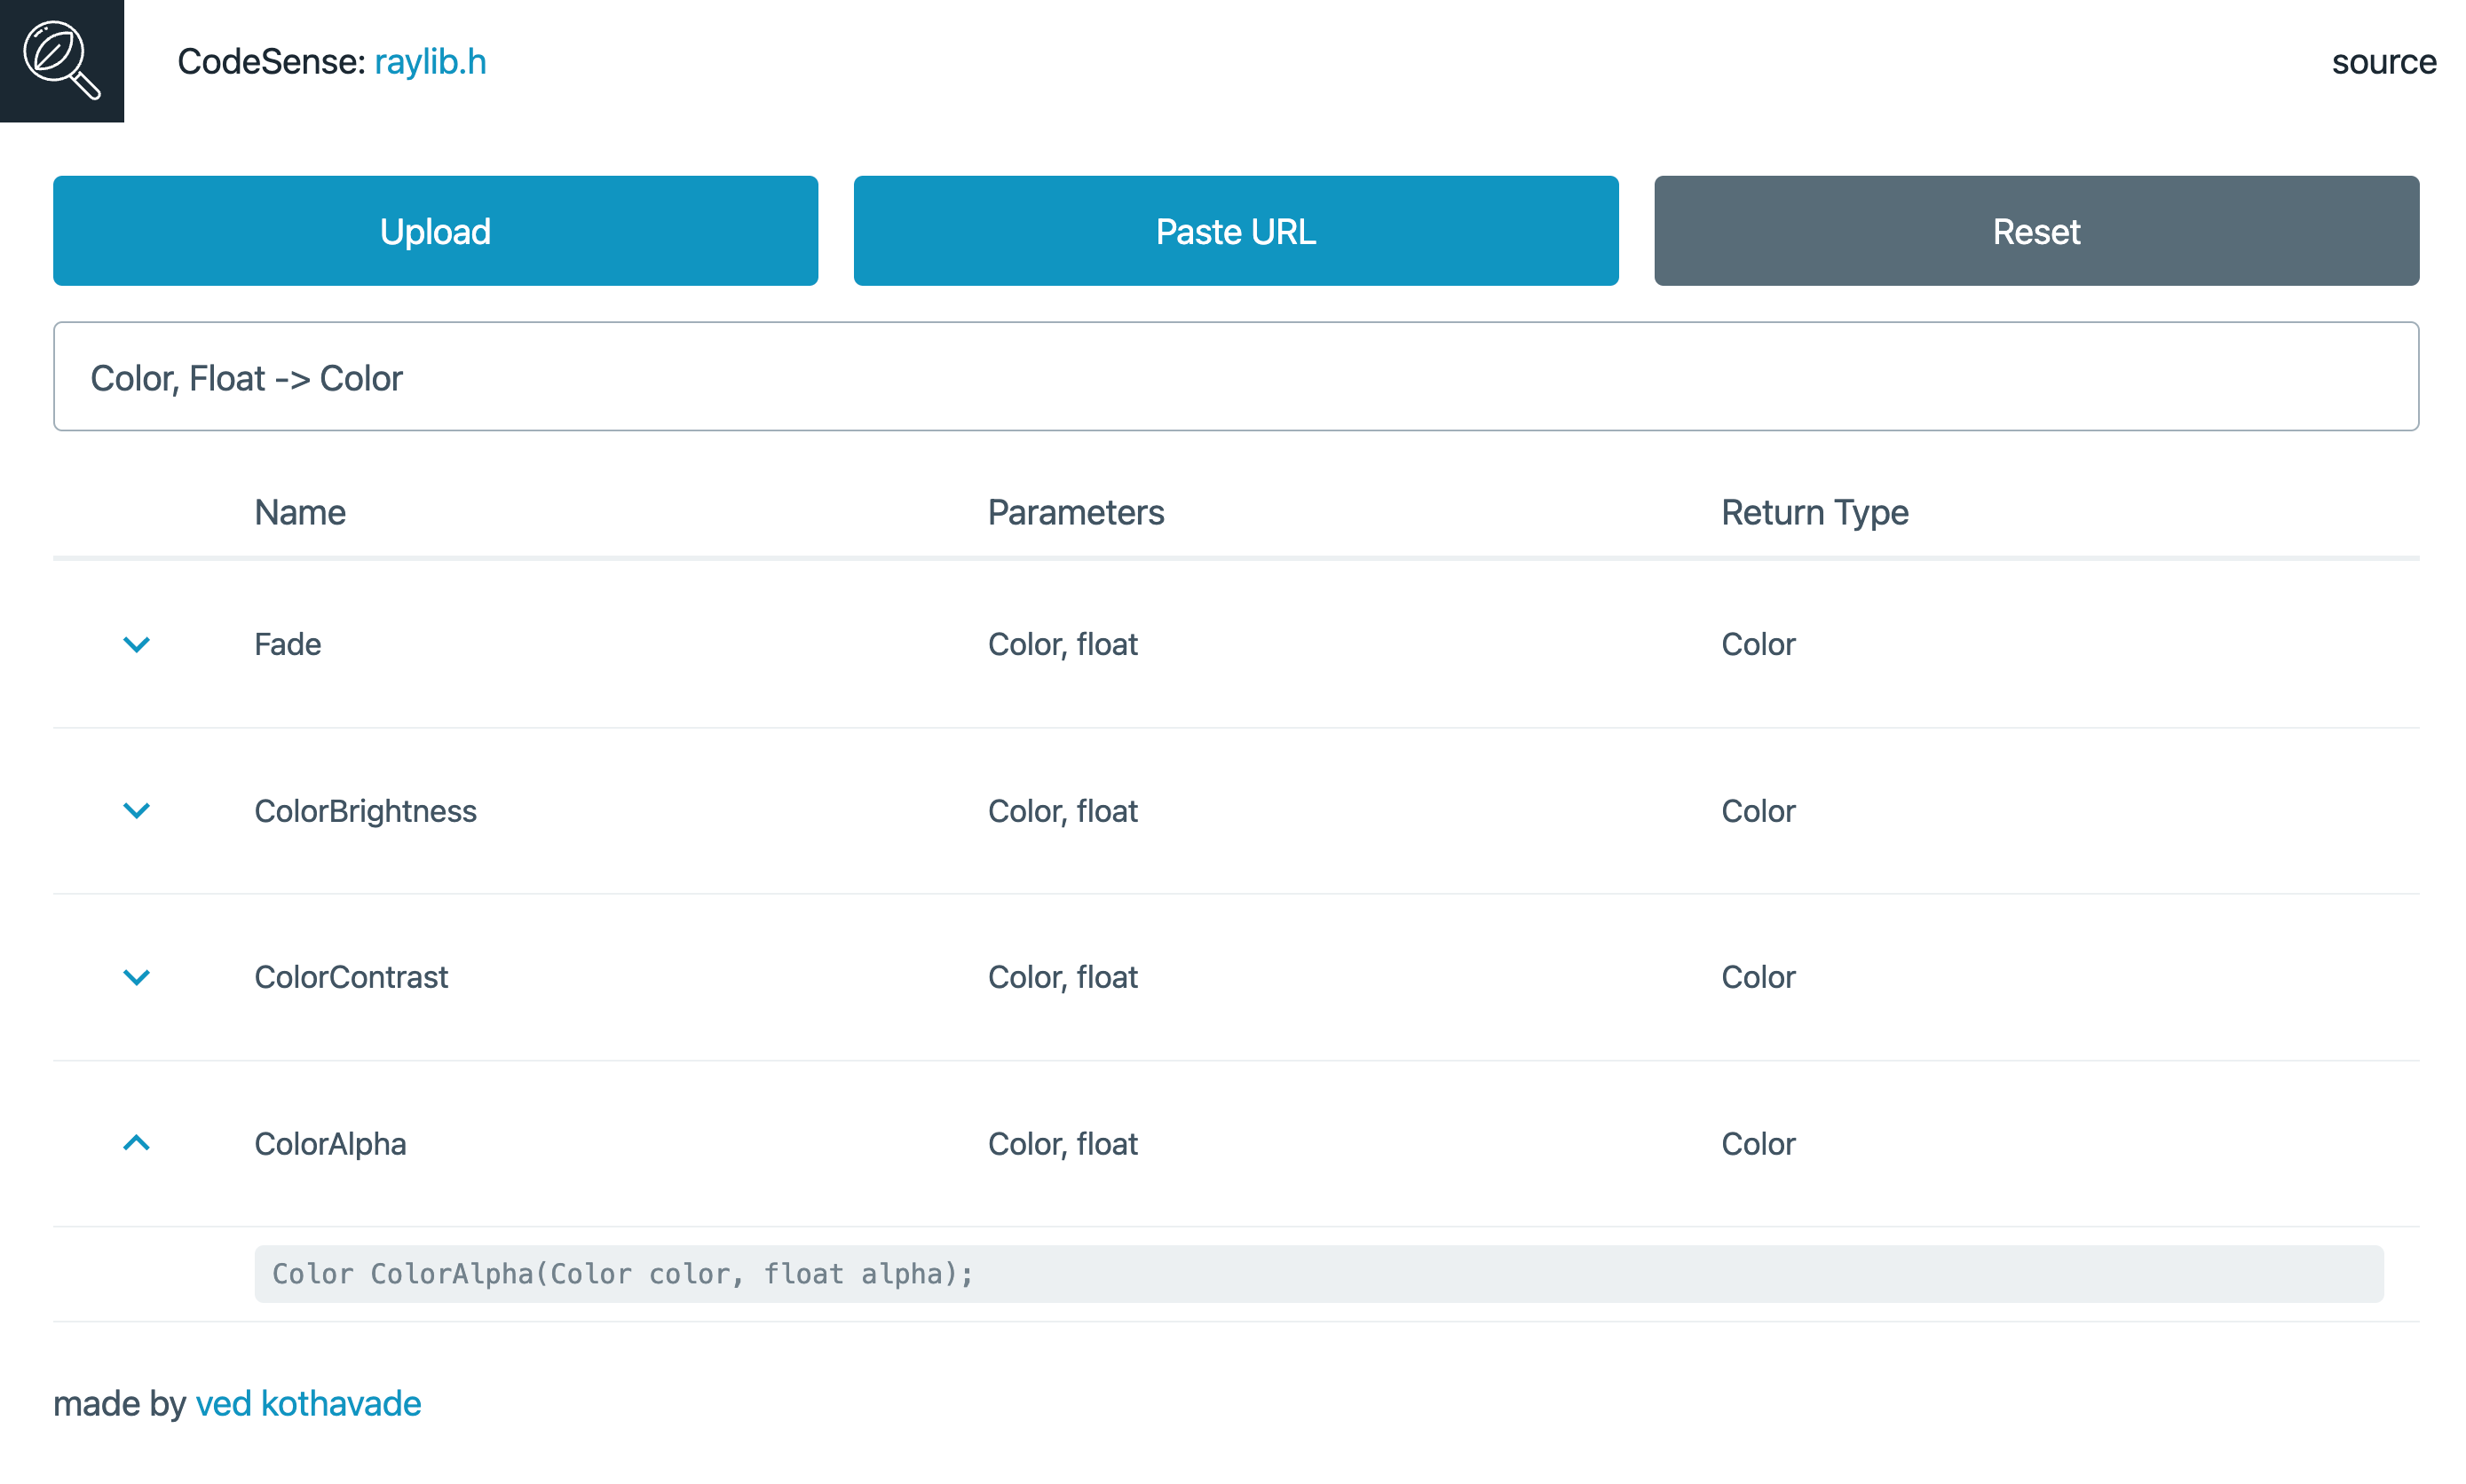 CodeSense: raylib.h
source
Upload
Paste URL
Reset
Color, Float -> Color
Name Parameters Return Type
Fade Color, float Color
ColorBrightness Color, float Color
ColorContrast Color, float Color
ColorAlpha Color, float Color
Color ColorAlpha(Color color, float alpha);
made by ved kothavade